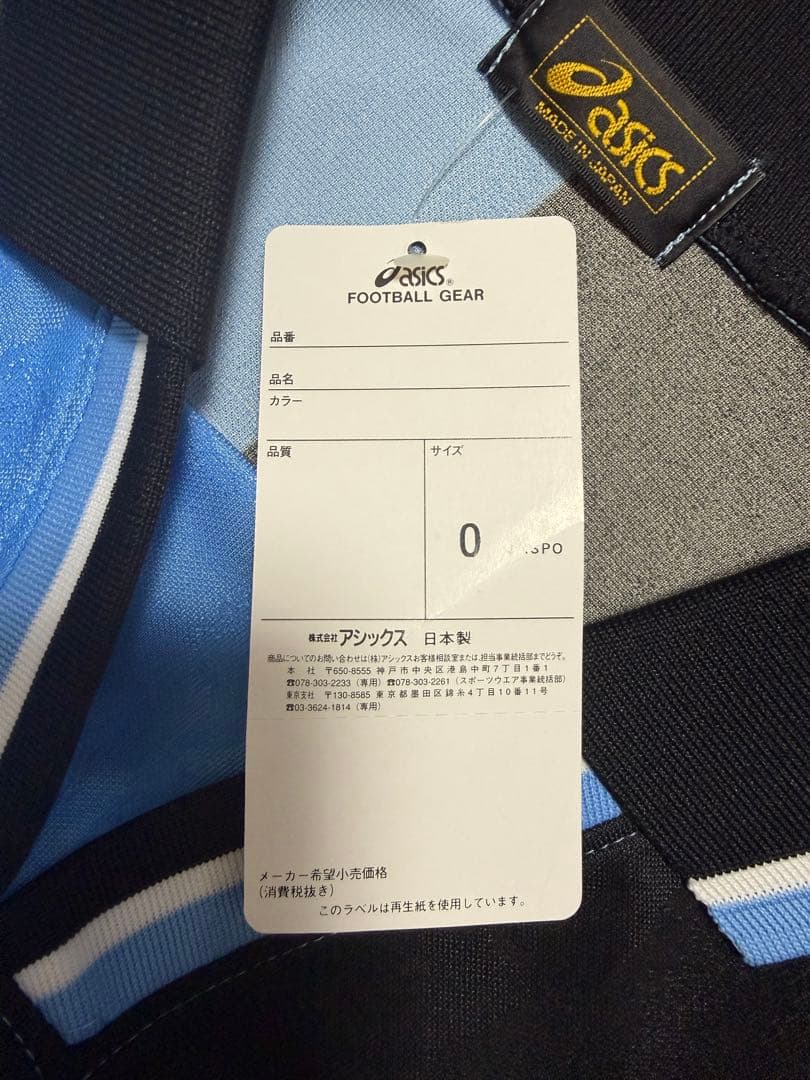 asics
MADE IN JAPAN
asics®
FOOTBALL GEAR
品番
品名
カラー
品質
サイズ
0
SPO
株式会社アシックス 日本製
商品についてのお問い合わせは(株)アシックスお客様相談室または、担当事業統括部までどうぞ。
本社 〒650-8555 神戸市中央区港島中町7丁目1番1
☎078-303-2233(専用)☎078-303-2261(スポーツウエア事業統括部)
東京支社 〒130-8585 東京都墨田区錦糸4丁目10番11号
☎03-3624-1814(専用)
メーカー希望小売価格
(消費税抜き)
このラベルは再生紙を使用しています。